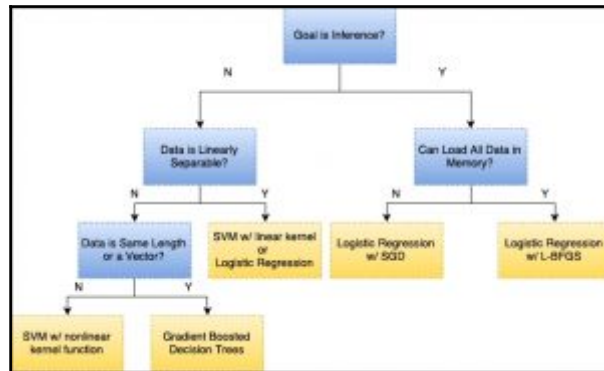 Goal is Inference?
N
Y
Data is Linearly
Separable?
Can Load All Data in
Memory?
N
Y
N
Y
Data is Same Length
or a Vector?
SVM w/ linear kernel
or
Logistic Regression
Logistic Regression
w/ SGD
Logistic Regression
w/ L-BFGS
N
Y
SVM w/ nonlinear
kernel function
Gradient Boosted
Decision Trees